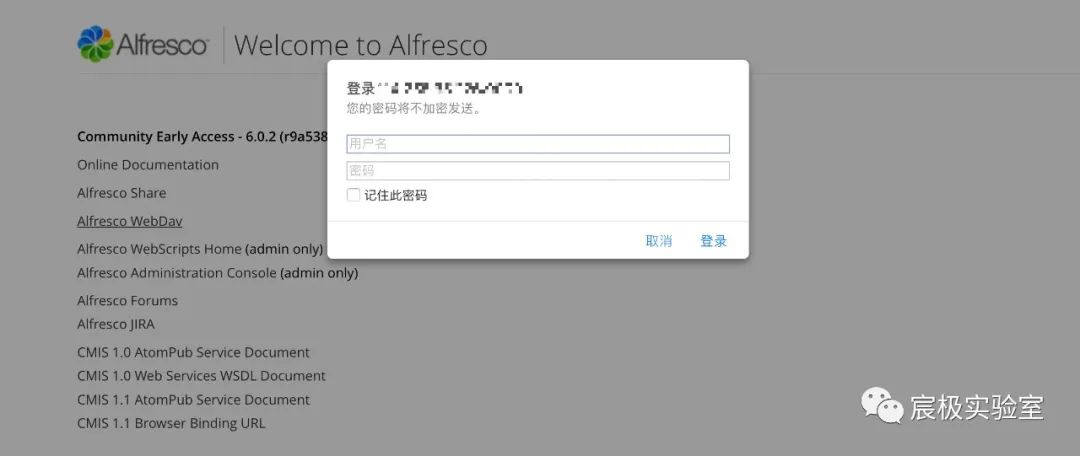 Alfresco
Welcome to Alfresco
登录
您的密码将不加密发送。
用户名
密码
记住此密码
取消
登录
Community Early Access - 6.0.2 (r9a538
Online Documentation
Alfresco Share
Alfresco WebDav
Alfresco WebScripts Home (admin only)
Alfresco Administration Console (admin only)
Alfresco Forums
Alfresco JIRA
CMIS 1.0 AtomPub Service Document
CMIS 1.0 Web Services WSDL Document
CMIS 1.1 AtomPub Service Document
CMIS 1.1 Browser Binding URL
宸极实验室